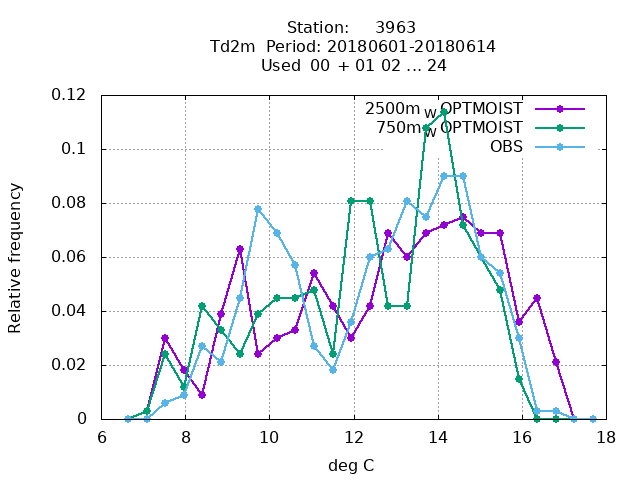 Station: 3963
Td2m Period: 20180601-20180614
Used 00 + 01 02 ... 24
2500m W OPTMOIST
750m W OPTMOIST
OBS
0.12
0.1
0.08
0.06
0.04
0.02
0
Relative frequency
6 8 10 12 14 16 18
deg C